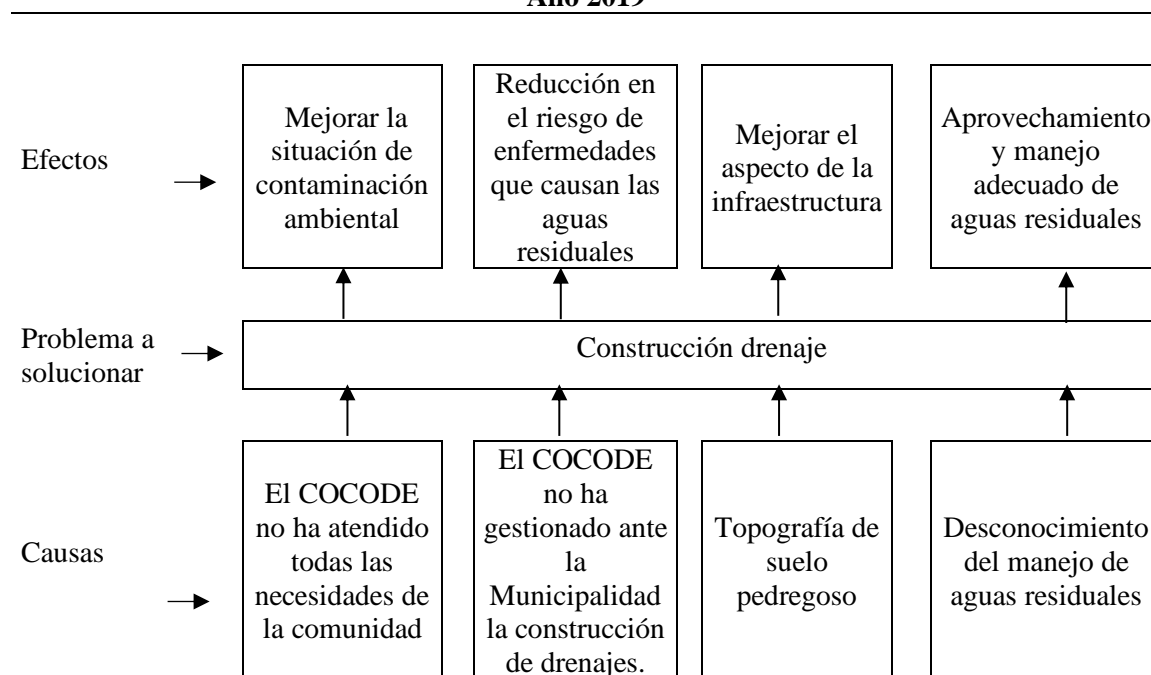 Año 2019
Efectos
Mejorar la
situación de
contaminación
ambiental
Reducción en
el riesgo de
enfermedades
que causan las
aguas
residuales
Mejorar el
aspecto de la
infraestructura
Aprovechamiento
y manejo
adecuado de
aguas residuales
Problema a
solucionar
Construcción drenaje
Causas
El COCODE
no ha atendido
todas las
necesidades de
la comunidad
El COCODE
no ha
gestionado ante
la
Municipalidad
la construcción
de drenajes.
Topografía de
suelo
pedregoso
Desconocimiento
del manejo de
aguas residuales